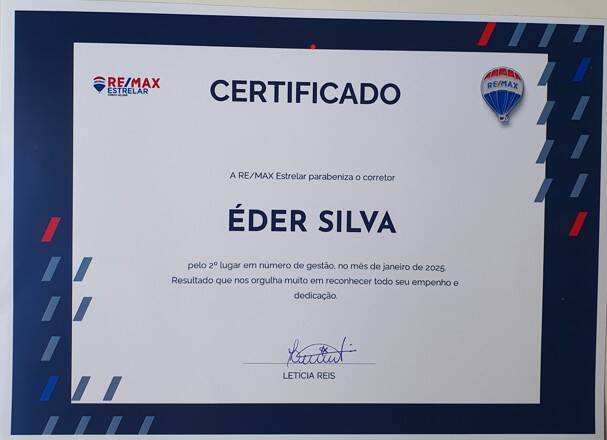 RE/MAX
ESTRELAR
CERTIFICADO
RE/MAX
A RE/MAX Estrelar parabeniza o corretor
ÉDER SILVA
pelo 2º lugar em número de gestão, no mês de janeiro de 2025.
Resultado que nos orgulha muito em reconhecer todo seu empenho e
dedicação.
LETÍCIA REIS